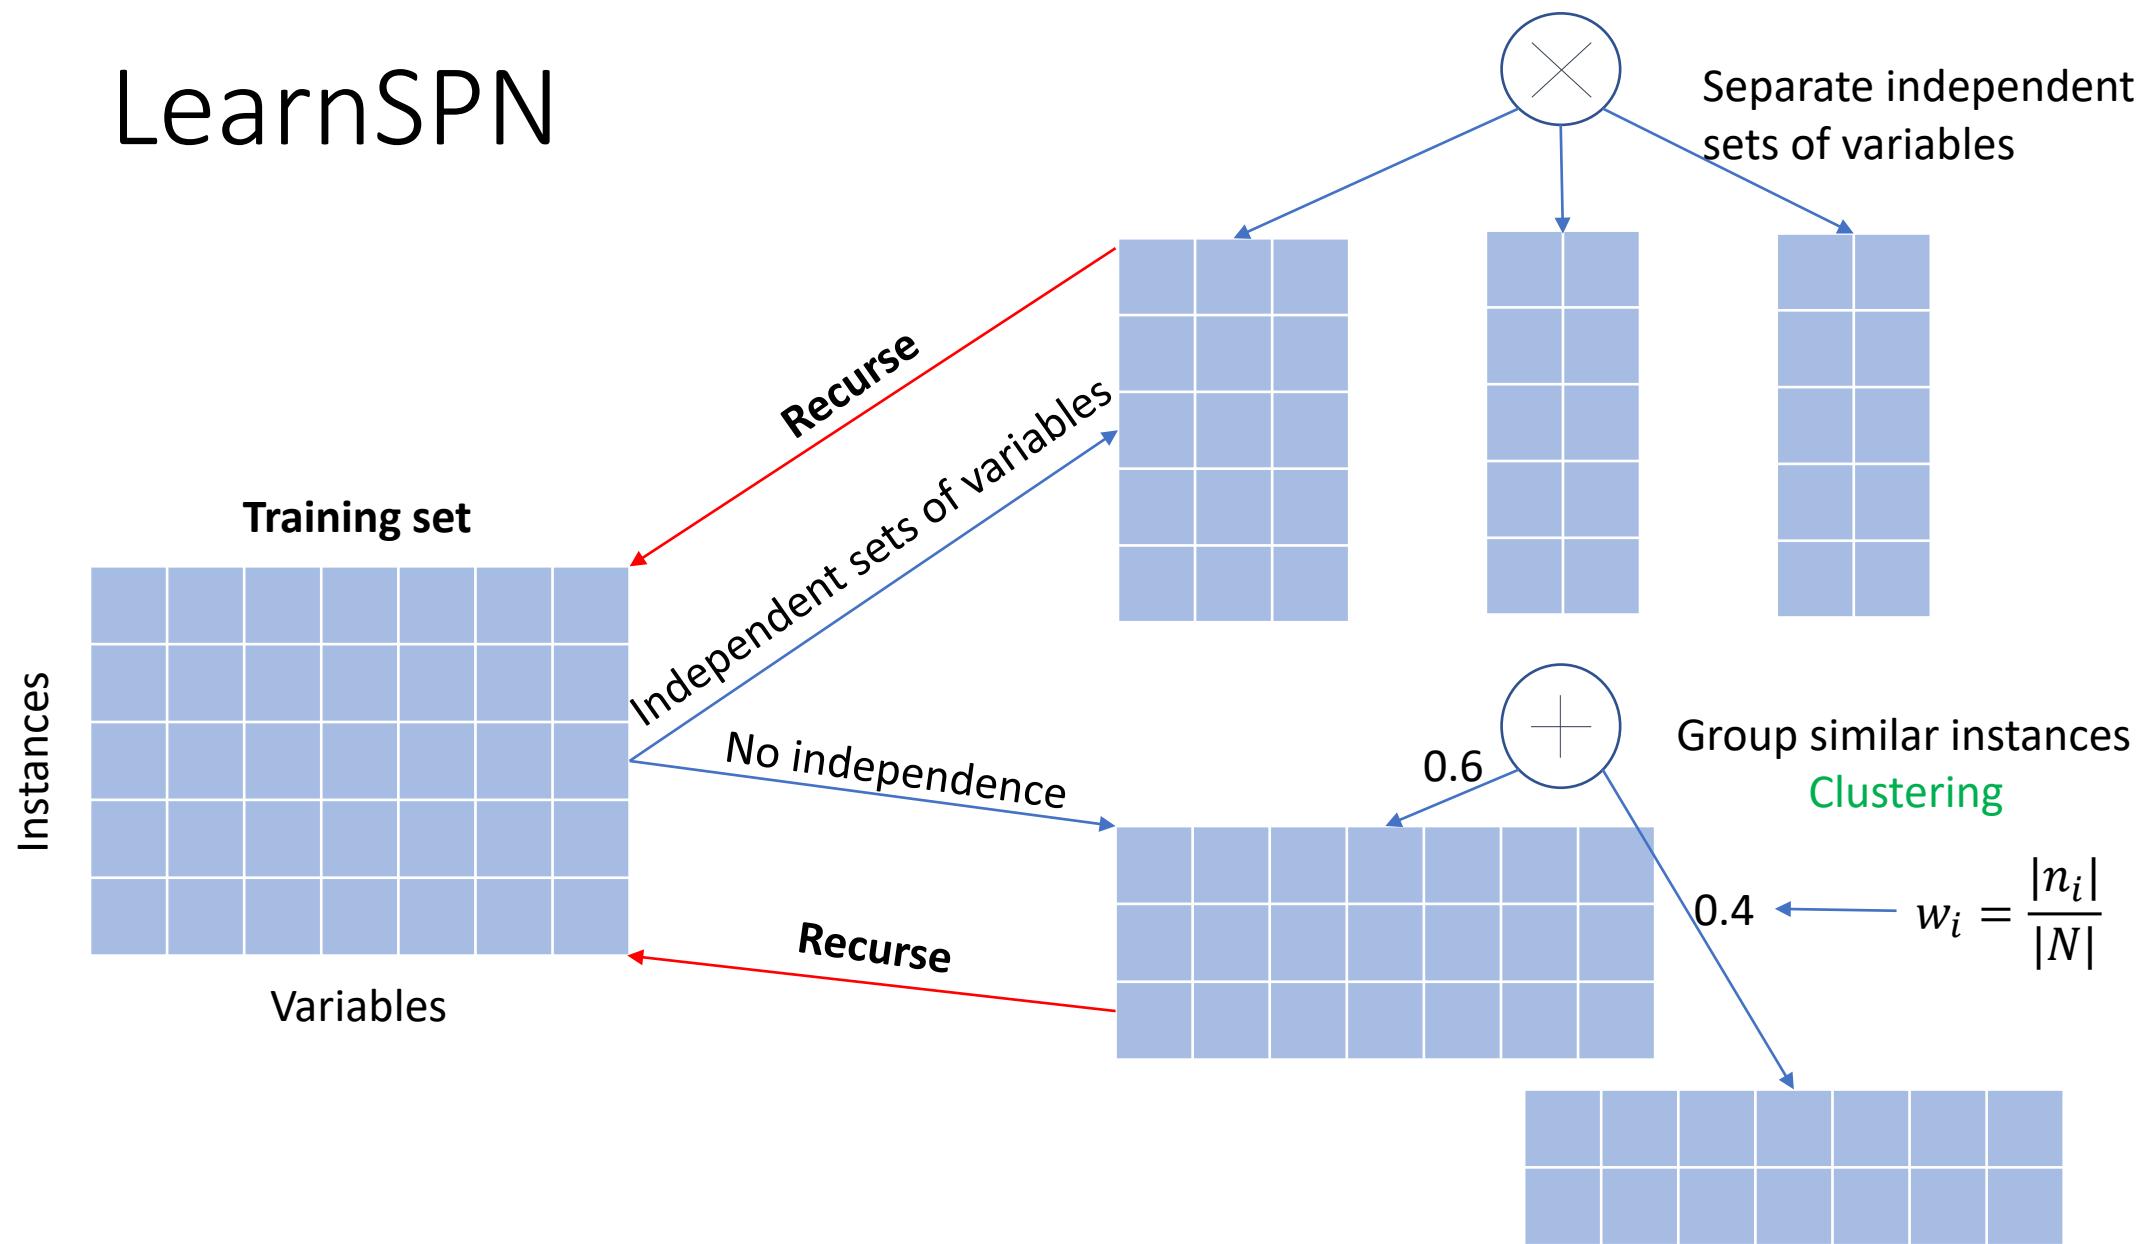 LearnSPN
Separate independent
sets of variables
Recurse
Independent sets of variables
Training set
Instances
Variables
No independence
Recurse
0.6
Group similar instances
Clustering
0.4
w_i = |n_i| / |N|